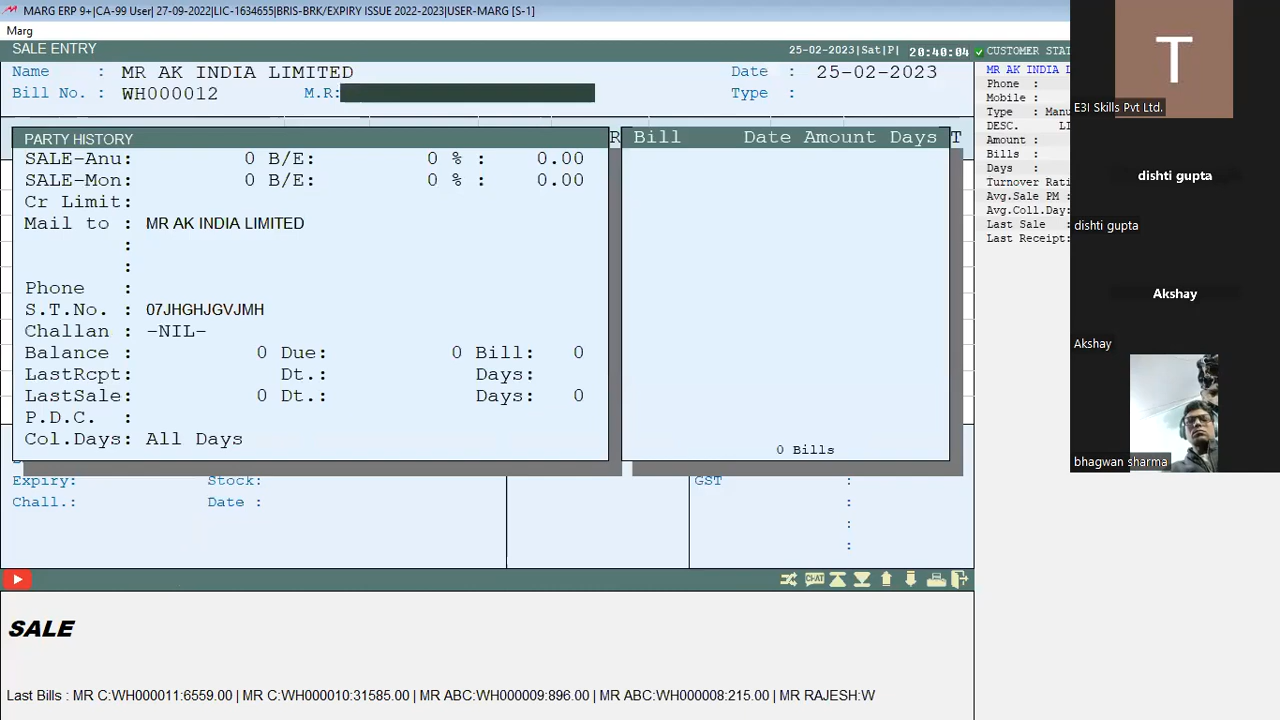 MARG ERP 9+|CA-99 User| 27-09-2022|LIC-1634655|BRIS-BRK/EXPIRY ISSUE 2022-2023|USER-MARG [S-1]
Marg
SALE ENTRY
25-02-2023|Sat|P| 20:40:04
Name : MR AK INDIA LIMITED
Date : 25-02-2023
Bill No. : WH000012
M.R:
Type :
PARTY HISTORY
SALE-Anu: 0 B/E: 0 % : 0.00
SALE-Mon: 0 B/E: 0 % : 0.00
Cr Limit:
Mail to : MR AK INDIA LIMITED
:
:
Phone :
S.T.No. : 07JHGHJGVJMH
Challan : -NIL-
Balance : 0 Due: 0 Bill: 0
LastRcpt: Dt.: Days:
LastSale: 0 Dt.: Days: 0
P.D.C. :
Col.Days: All Days
R
Bill Date Amount Days
T
0 Bills
Expiry: Stock:
Chall.: Date :
GST :
:
:
:
CHAT
SALE
Last Bills : MR C:WH000011:6559.00 | MR C:WH000010:31585.00 | MR ABC:WH000009:896.00 | MR ABC:WH000008:215.00 | MR RAJESH:W
CUSTOMER STAT
MR AK INDIA L
Phone :
Mobile :
Type : Manu
DESC. LI
Amount :
Bills :
Days :
Turnover Rati
Avg.Sale PM :
Avg.Coll.Day:
Last Sale :
Last Receipt:
T
E3I Skills Pvt Ltd.
dishti gupta
dishti gupta
Akshay
Akshay
bhagwan sharma